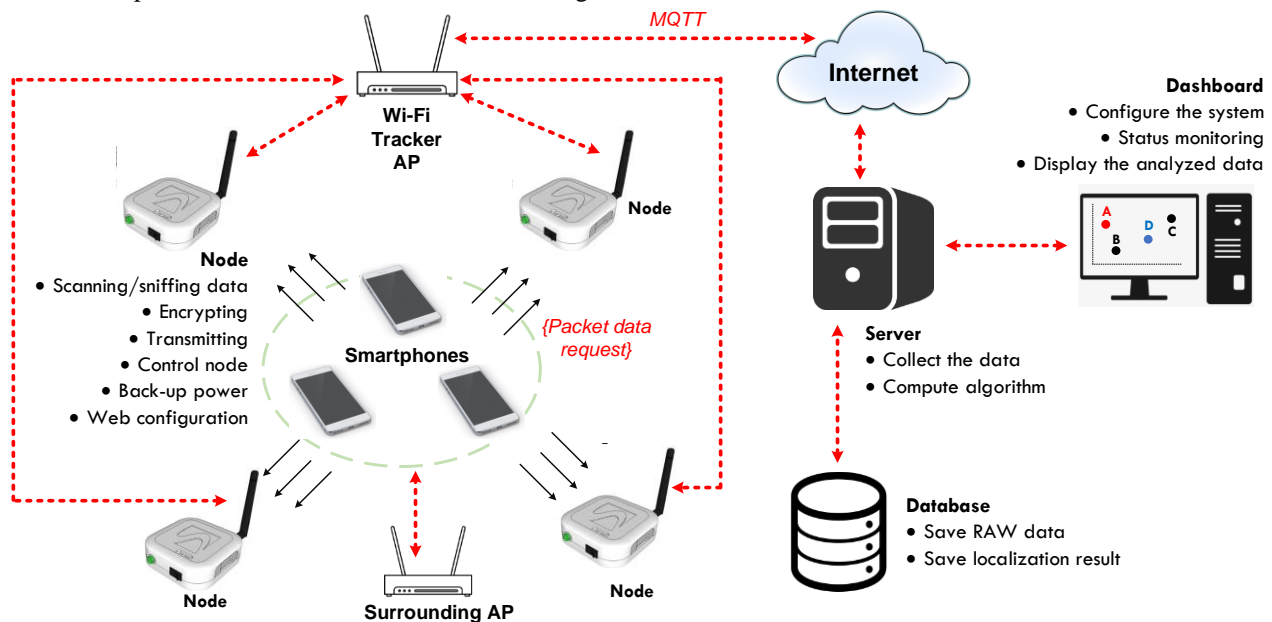 MQTT
Internet
Wi-Fi
Tracker
AP
Dashboard
• Configure the system
• Status monitoring
• Display the analyzed data
A
B
D
C
Node
Node
• Scanning/sniffing data
• Encrypting
• Transmitting
• Control node
• Back-up power
• Web configuration
{Packet data
request}
Smartphones
Server
• Collect the data
• Compute algorithm
Database
• Save RAW data
• Save localization result
Node
Node
Surrounding AP